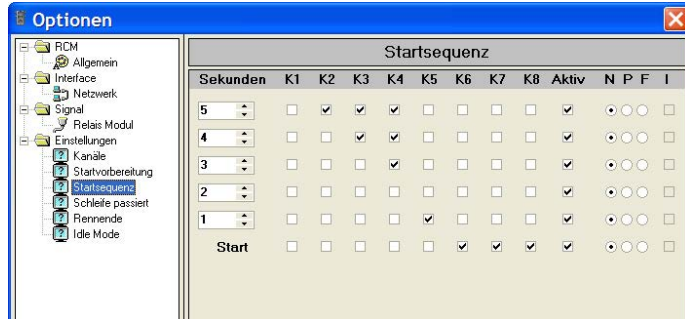 Optionen
RCM
Allgemein
Interface
Netzwerk
Signal
Relais Modul
Einstellungen
Kanäle
Startvorbereitung
Startsequenz
Schleife passiert
Rennende
Idle Mode
Startsequenz
Sekunden K1 K2 K3 K4 K5 K6 K7 K8 Aktiv N P F I
5
4
3
2
1
Start